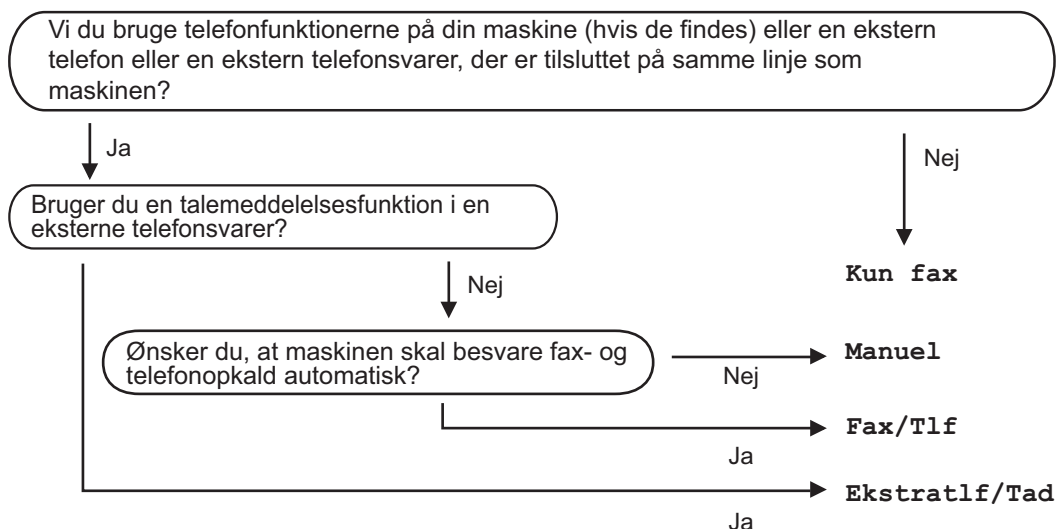 Vi du bruge telefonfunktionerne på din maskine (hvis de findes) eller en ekstern
telefon eller en ekstern telefonsvarer, der er tilsluttet på samme linje som
maskinen?
Ja
Nej
Bruger du en talemeddelelsesfunktion i en
eksterne telefonsvarer?
Kun fax
Nej
Ønsker du, at maskinen skal besvare fax- og
telefonopkald automatisk?
Nej
Manuel
Ja
Fax/Tlf
Ja
Ekstratlf/Tad